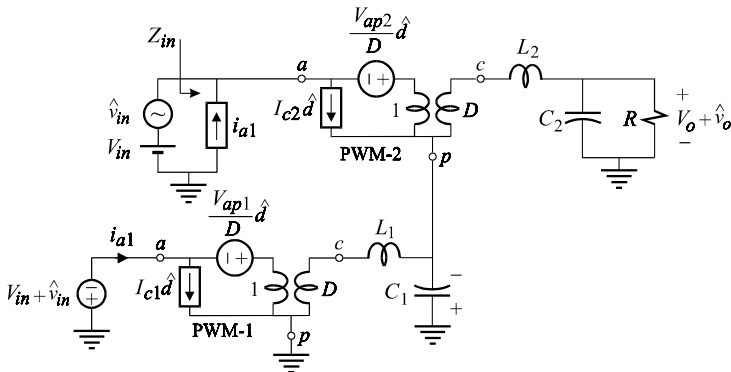 Z_in
V_ap2
D
d̂
a
c
L_2
v̂_in
V_in
i_a1
I_c2 d̂
1
D
C_2
R
+
V_o + v̂_o
−
PWM-2
p
V_ap1
D
d̂
i_a1
a
c
L_1
V_in + v̂_in
I_c1 d̂
1
D
C_1
−
+
PWM-1
p